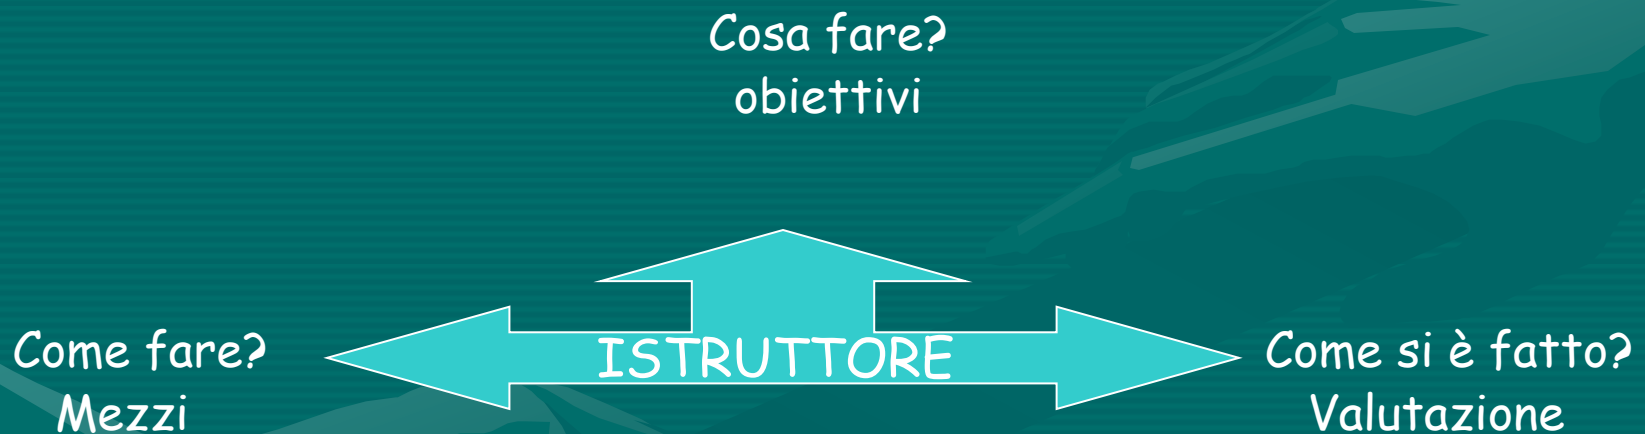 Cosa fare?
obiettivi
Come fare?
Mezzi
ISTRUTTORE
Come si è fatto?
Valutazione